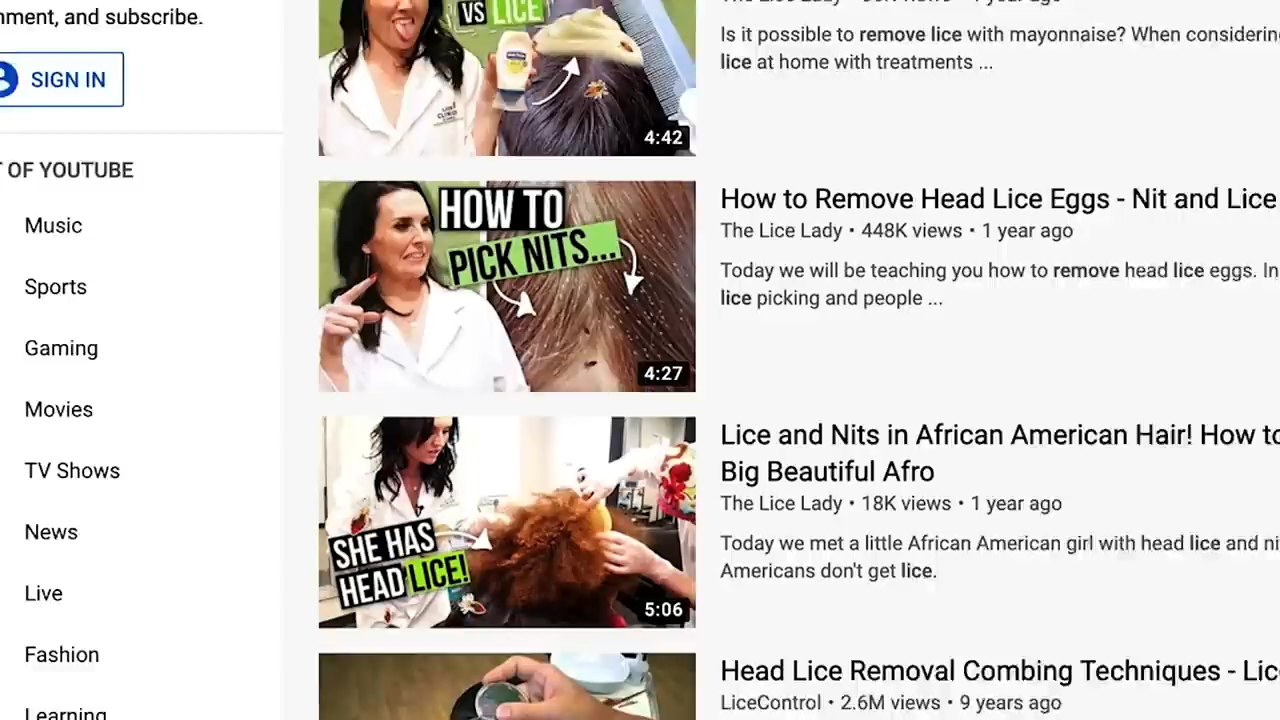 nment, and subscribe.
SIGN IN
OF YOUTUBE
Music
Sports
Gaming
Movies
TV Shows
News
Live
Fashion
Learning
VS LICE
4:42
Is it possible to remove lice with mayonnaise? When considering
lice at home with treatments ...
HOW TO
PICK NITS...
4:27
How to Remove Head Lice Eggs - Nit and Lice
The Lice Lady • 448K views • 1 year ago
Today we will be teaching you how to remove head lice eggs. In
lice picking and people ...
SHE HAS
HEAD LICE!
5:06
Lice and Nits in African American Hair! How to
Big Beautiful Afro
The Lice Lady • 18K views • 1 year ago
Today we met a little African American girl with head lice and ni
Americans don't get lice.
Head Lice Removal Combing Techniques - Lic
LiceControl • 2.6M views • 9 years ago